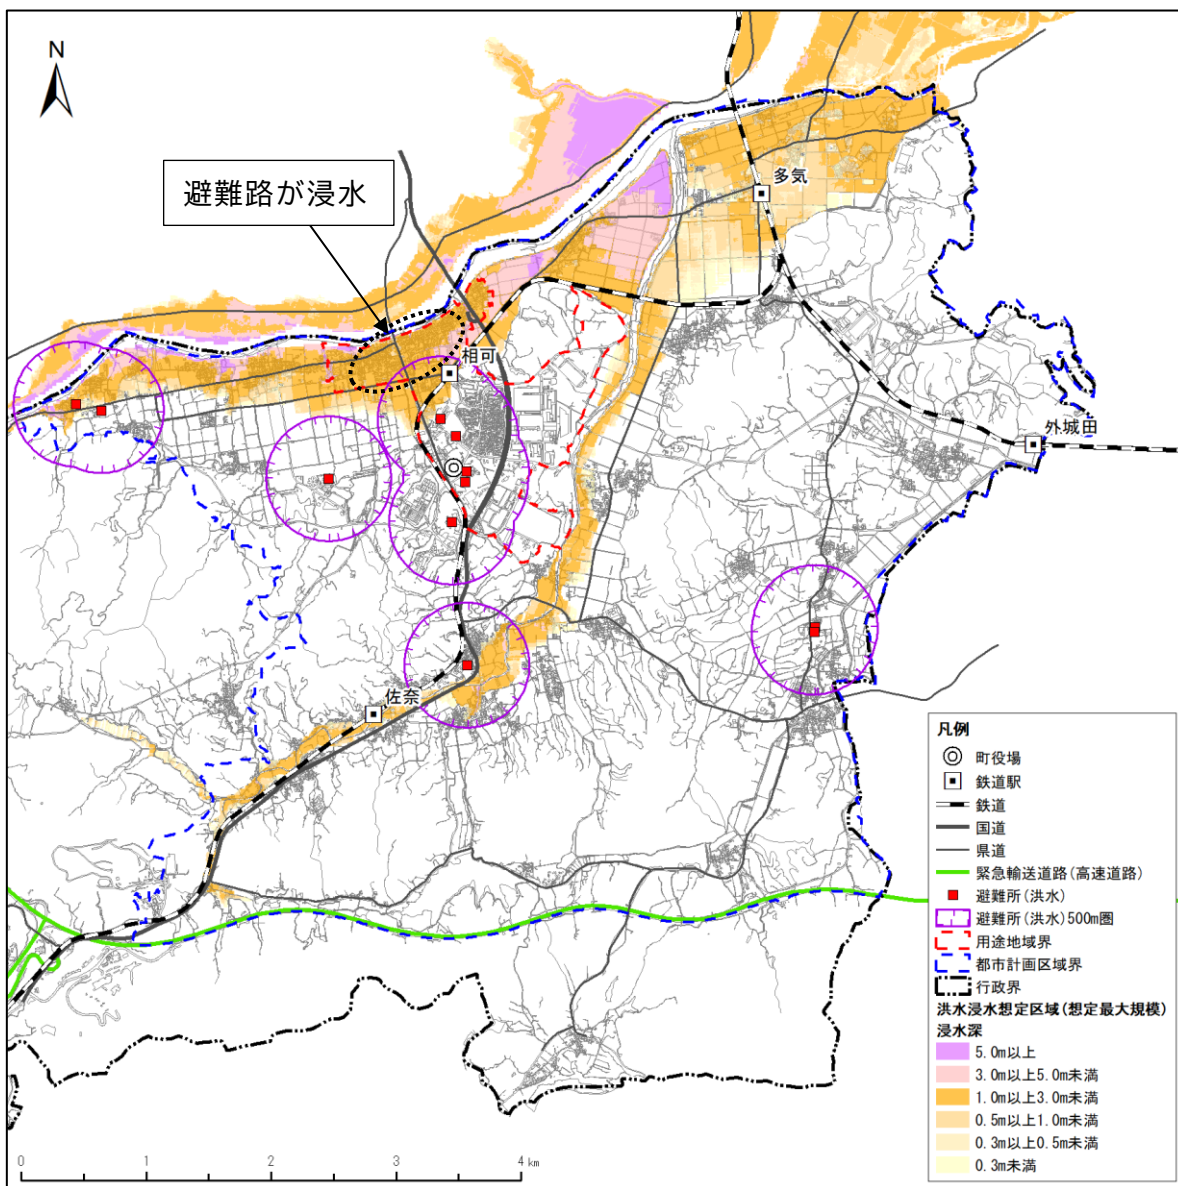 N
避難路が浸水
多気
相可
外城田
佐奈
凡例
町役場
鉄道駅
鉄道
国道
県道
緊急輸送道路(高速道路)
避難所(洪水)
避難所(洪水)500m圏
用途地域界
都市計画区域界
行政界
洪水浸水想定区域(想定最大規模)
浸水深
5.0m以上
3.0m以上5.0m未満
1.0m以上3.0m未満
0.5m以上1.0m未満
0.3m以上0.5m未満
0.3m未満
0 1 2 3 4 km